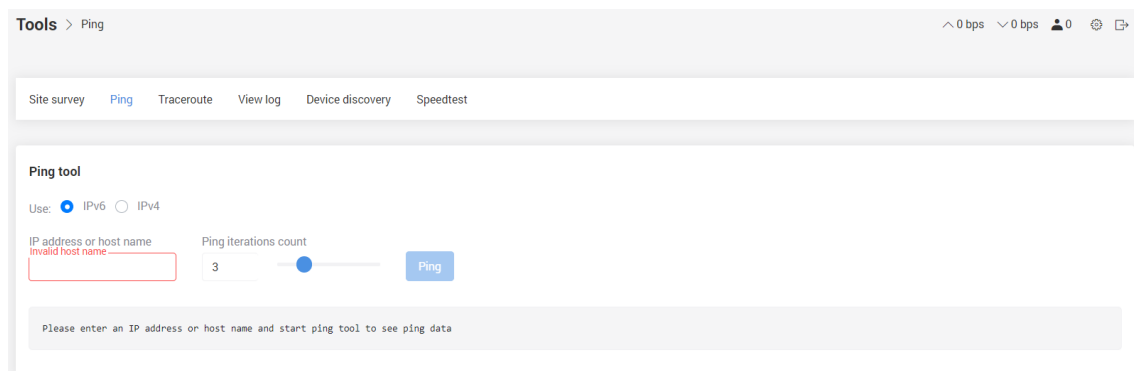 Tools > Ping
0 bps 0 bps 0
Site survey Ping Traceroute View log Device discovery Speedtest
Ping tool
Use: IPv6 IPv4
IP address or host name Ping iterations count
Invalid host name
3 Ping
Please enter an IP address or host name and start ping tool to see ping data